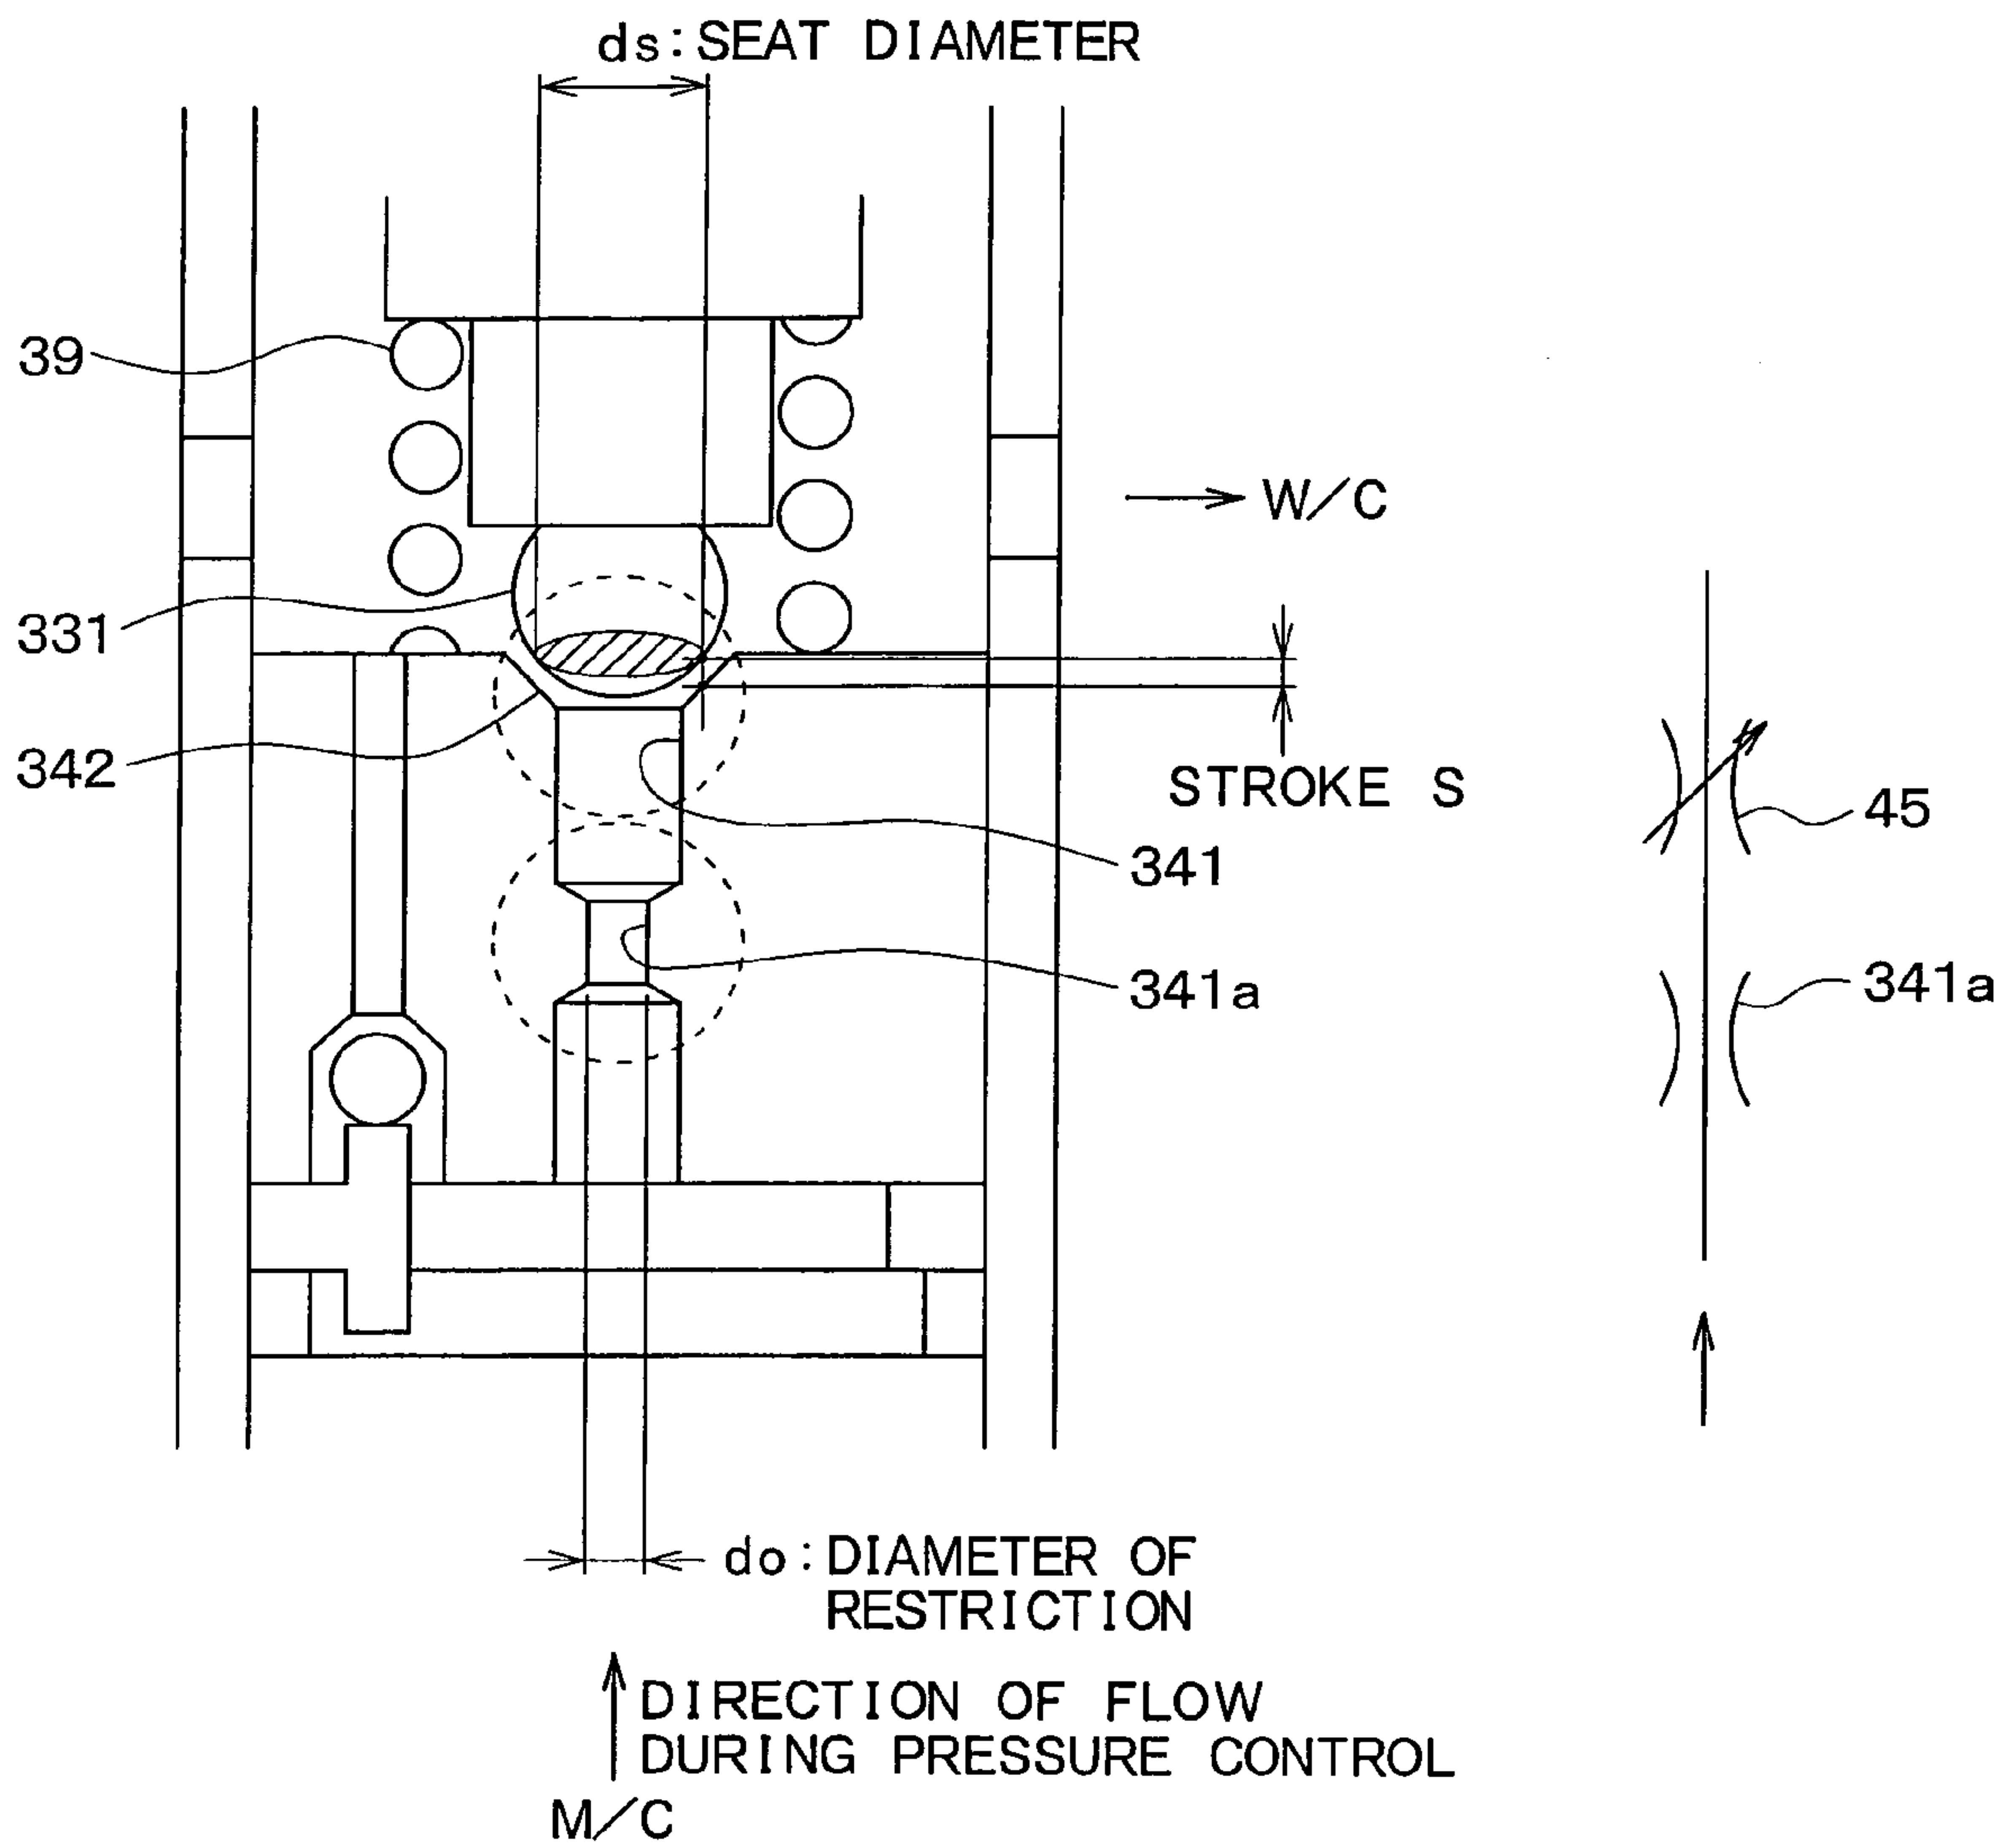 ds:SEAT DIAMETER
39
W/C
331
342
STROKE S
45
341
341a
341a
do:DIAMETER OF
RESTRICTION
DIRECTION OF FLOW
DURING PRESSURE CONTROL
M/C